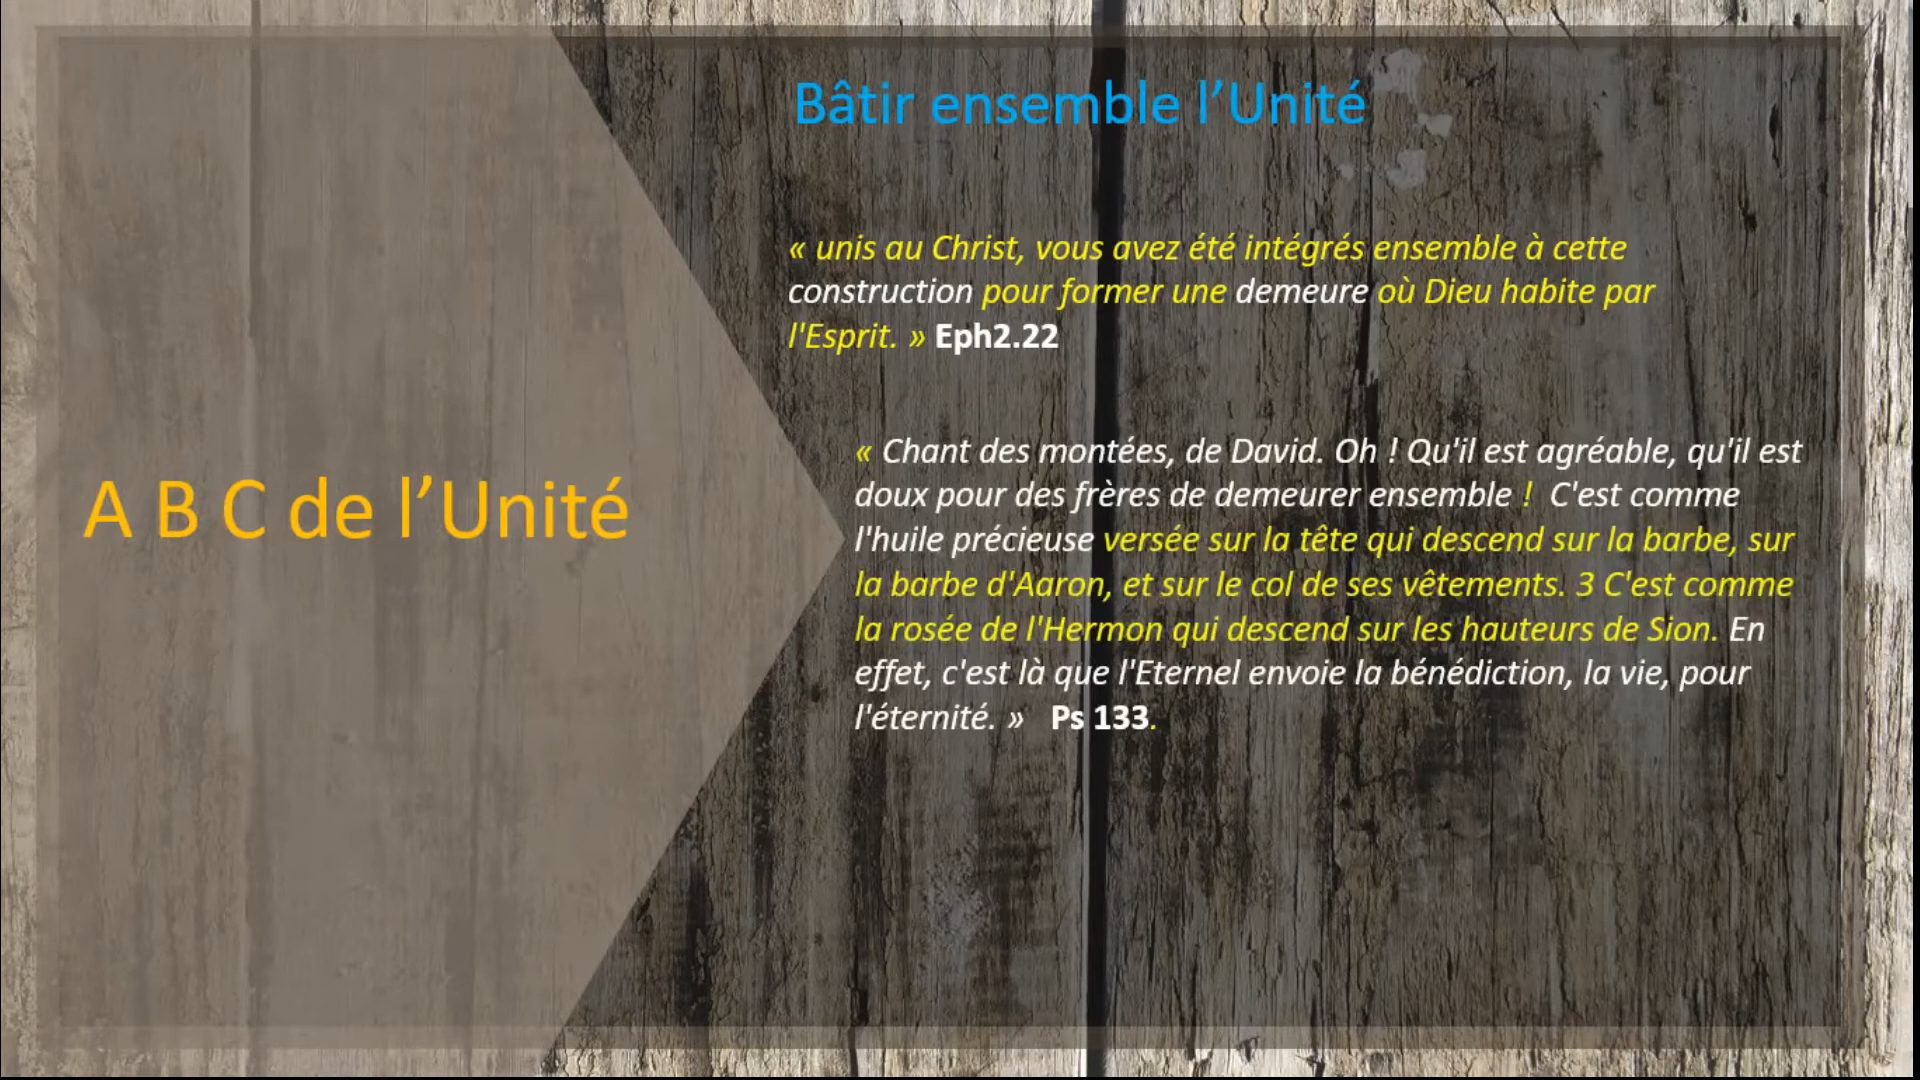 A B C de l’Unité
Bâtir ensemble l’Unité
« unis au Christ, vous avez été intégrés ensemble à cette
construction pour former une demeure où Dieu habite par
l'Esprit. » Eph2.22
« Chant des montées, de David. Oh ! Qu'il est agréable, qu'il est
doux pour des frères de demeurer ensemble ! C'est comme
l'huile précieuse versée sur la tête qui descend sur la barbe, sur
la barbe d'Aaron, et sur le col de ses vêtements. 3 C'est comme
la rosée de l'Hermon qui descend sur les hauteurs de Sion. En
effet, c'est là que l'Eternel envoie la bénédiction, la vie, pour
l'éternité. » Ps 133.